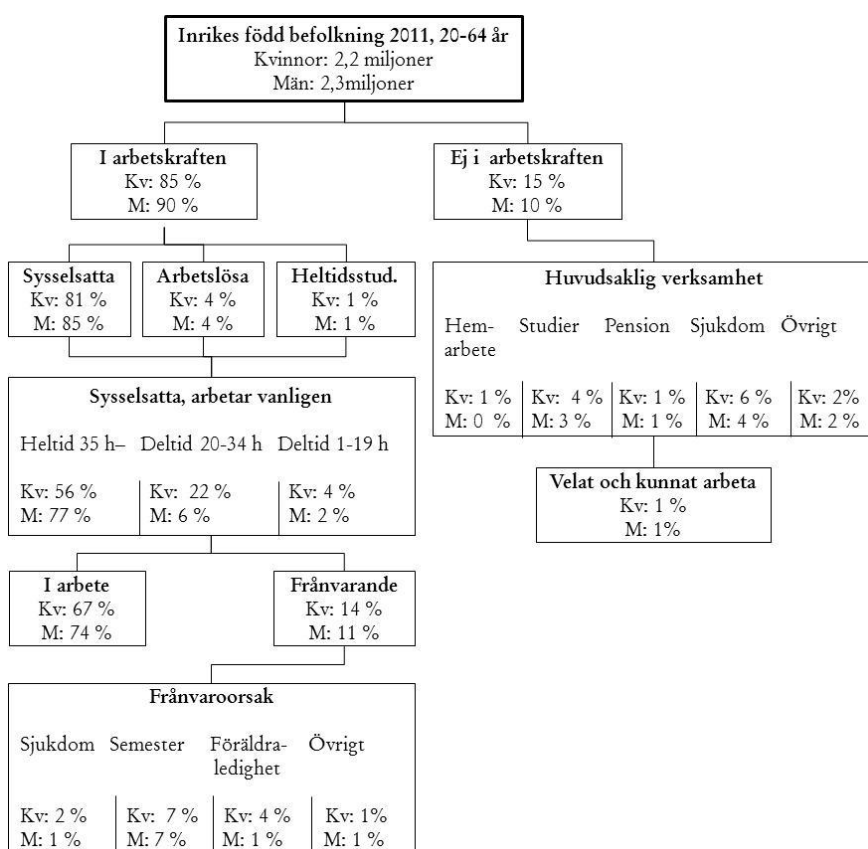 Inrikes född befolkning 2011, 20-64 år
Kvinnor: 2,2 miljoner
Män: 2,3miljoner
I arbetskraften
Kv: 85 %
M: 90 %
Ej i arbetskraften
Kv: 15 %
M: 10 %
Sysselsatta
Kv: 81 %
M: 85 %
Arbetslösa
Kv: 4 %
M: 4 %
Heltidsstud.
Kv: 1 %
M: 1 %
Huvudsaklig verksamhet
Hem- Studier Pension Sjukdom Övrigt
arbete
Kv: 1 % Kv: 4 % Kv: 1 % Kv: 6 % Kv: 2%
M: 0 % M: 3 % M: 1 % M: 4 % M: 2 %
Sysselsatta, arbetar vanligen
Heltid 35 h– Deltid 20-34 h Deltid 1-19 h
Kv: 56 % Kv: 22 % Kv: 4 %
M: 77 % M: 6 % M: 2 %
Velat och kunnat arbeta
Kv: 1 %
M: 1%
I arbete
Kv: 67 %
M: 74 %
Frånvarande
Kv: 14 %
M: 11 %
Frånvaroorsak
Sjukdom Semester Föräldra- Övrigt
ledighet
Kv: 2 % Kv: 7 % Kv: 4 % Kv: 1%
M: 1 % M: 7 % M: 1 % M: 1 %